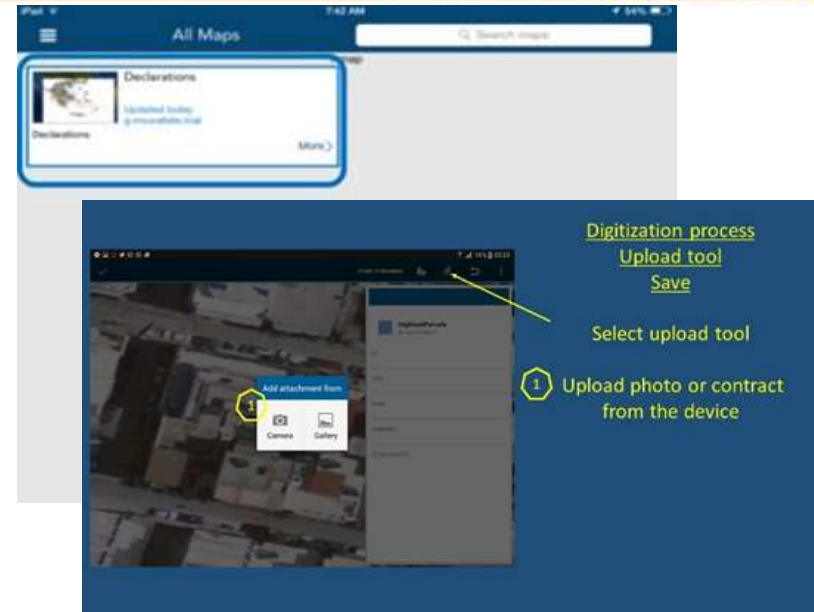 iPad
7:42 AM
54%
All Maps
Search maps
Declarations
Updated today
Declarations
More >
Digitization process
Upload tool
Save
Select upload tool
1 Upload photo or contract
from the device
Add attachment from
1
Camera Gallery